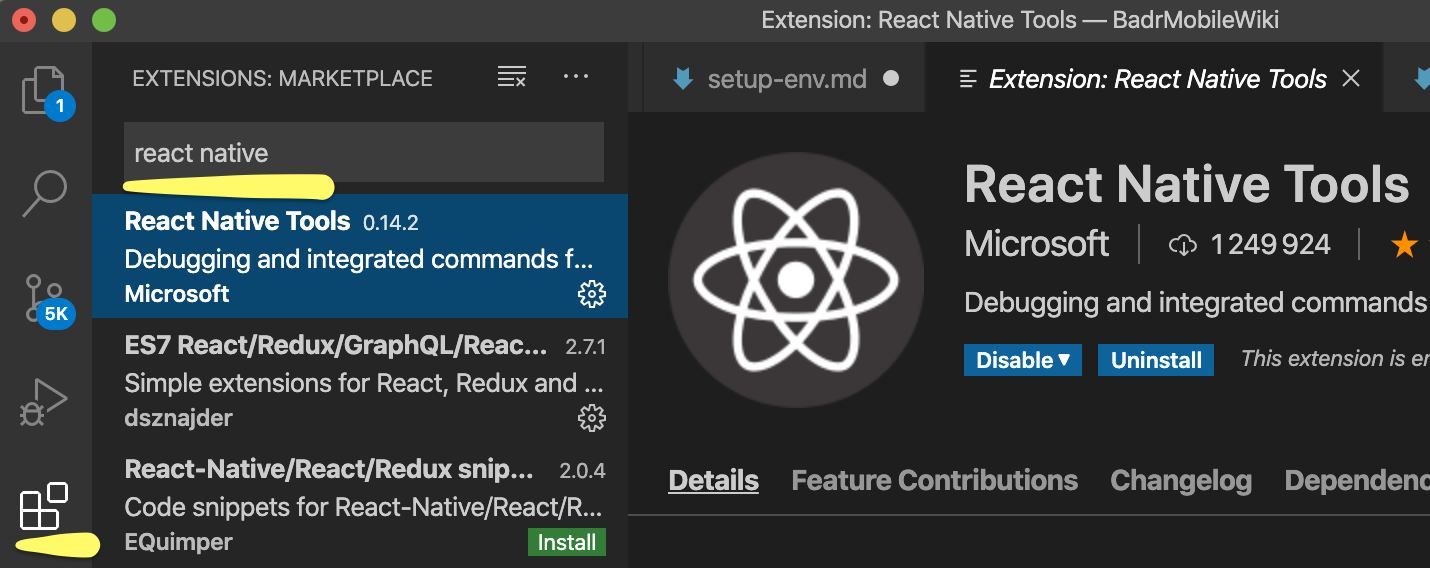 Extension: React Native Tools — BadrMobileWiki
1
5K
EXTENSIONS: MARKETPLACE
react native
React Native Tools 0.14.2
Debugging and integrated commands f...
Microsoft
ES7 React/Redux/GraphQL/Reac... 2.7.1
Simple extensions for React, Redux and ...
dsznajder
React-Native/React/Redux snip... 2.0.4
Code snippets for React-Native/React/R...
EQuimper Install
setup-env.md
Extension: React Native Tools
React Native Tools
Microsoft 1 249 924
Debugging and integrated commands
Disable Uninstall This extension is
Details Feature Contributions Changelog